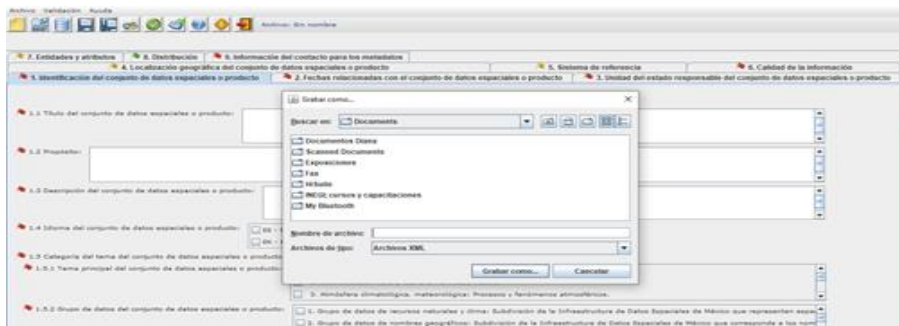 Archivo Validación Ayuda
Archivo: Sin nombre
7. Entidades y atributos 8. Distribución 9. Información del contacto para los metadatos
4. Localización geográfica del conjunto de datos espaciales o producto 5. Sistema de referencia 6. Calidad de la información
1. Identificación del conjunto de datos espaciales o producto 2. Fechas relacionadas con el conjunto de datos espaciales o producto 3. Unidad del estado responsable del conjunto de datos espaciales o producto
Grabar como...
1.1 Título del conjunto de datos espaciales o producto:
Buscar en: Documents
Documentos Diana
Scanned Documents
1.2 Propósito:
Exposiciones
Fax
INEGI; cursos y capacitaciones
My Bluetooth
1.3 Descripción del conjunto de datos espaciales o producto:
1.4 Idioma del conjunto de datos espaciales o producto:
Nombre de archivo:
Archivos de tipo: Archivos XML
1.5 Categoría del tema del conjunto de datos espaciales o producto
1.5.1 Tema principal del conjunto de datos espaciales o producto:
Grabar como... Cancelar
3. Atmósfera climatológica, meteorológica: Procesos y fenómenos atmosféricos.
1.5.2 Grupo de datos del conjunto de datos espaciales o producto:
1. Grupo de datos de recursos naturales y clima: Subdivisión de la Infraestructura de Datos Espaciales de México que representan
2. Grupo de datos de nombres geográficos: Subdivisión de la Infraestructura de Datos Espaciales de México que corresponde a los